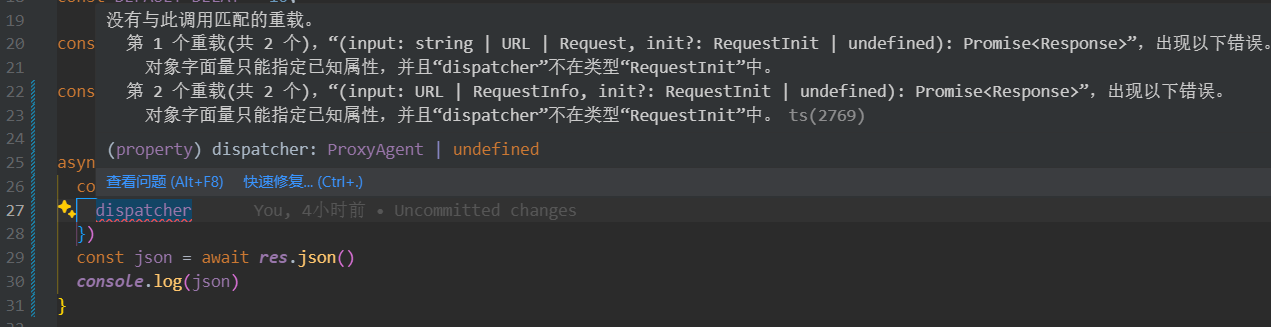 19 没有与此调用匹配的重载。
20 cons 第 1 个重载(共 2 个)，“(input: string | URL | Request, init?: RequestInit | undefined): Promise<Response>”，出现以下错误。
21 对象字面量只能指定已知属性，并且“dispatcher”不在类型“RequestInit”中。
22 cons 第 2 个重载(共 2 个)，“(input: URL | RequestInfo, init?: RequestInit | undefined): Promise<Response>”，出现以下错误。
23 对象字面量只能指定已知属性，并且“dispatcher”不在类型“RequestInit”中。 ts(2769)
24 (property) dispatcher: ProxyAgent | undefined
25 asyn
26 co 查看问题 (Alt+F8) 快速修复... (Ctrl+.)
27 dispatcher You, 4小时前 • Uncommitted changes
28 })
29 const json = await res.json()
30 console.log(json)
31 }